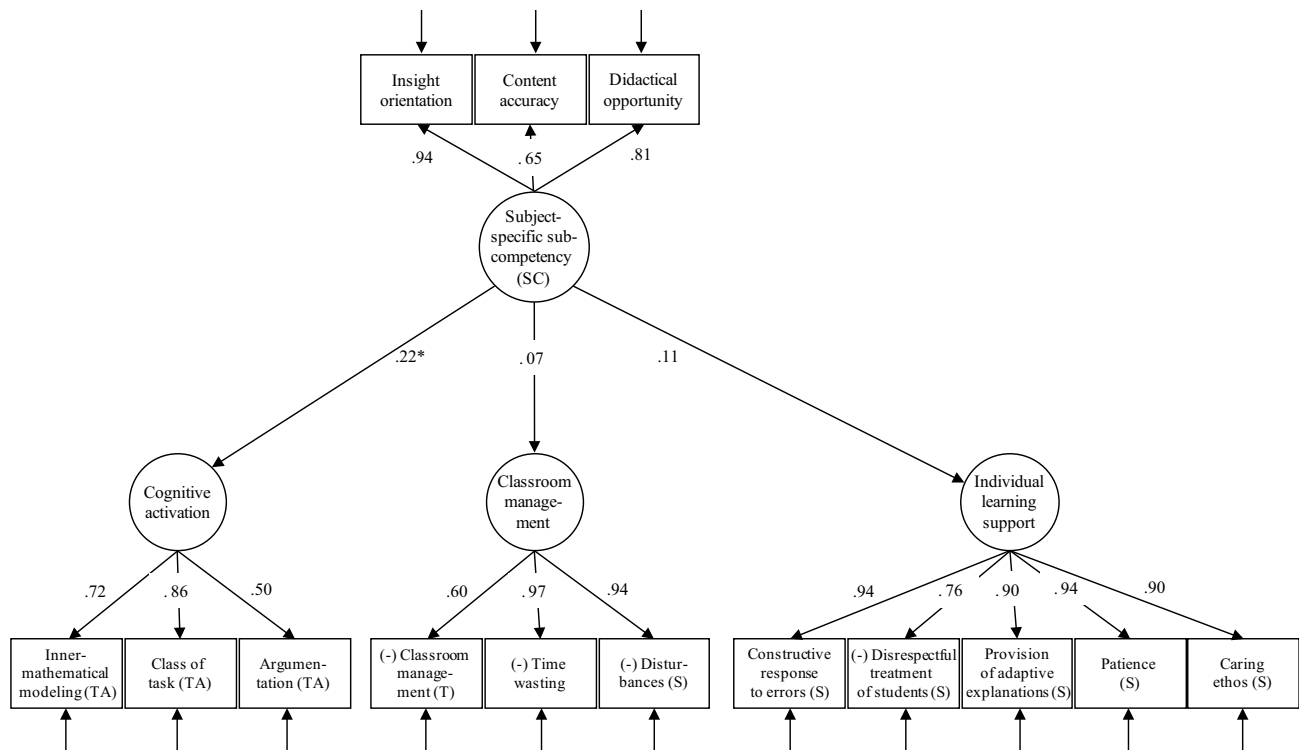 Insight
orientation
Content
accuracy
Didactical
opportunity
.94
.65
.81
Subject-
specific sub-
competency
(SC)
.22*
.07
.11
Cognitive
activation
Classroom
manage-
ment
Individual
learning
support
.72
.86
.50
.60
.97
.94
.94
.76
.90
.94
.90
Inner-
mathematical
modeling (TA)
Class of
task (TA)
Argumen-
tation (TA)
(-) Classroom
manage-
ment (T)
(-) Time
wasting
(-) Distur-
bances (S)
Constructive
response
to errors (S)
(-) Disrespectful
treatment
of students (S)
Provision
of adaptive
explanations (S)
Patience
(S)
Caring
ethos (S)